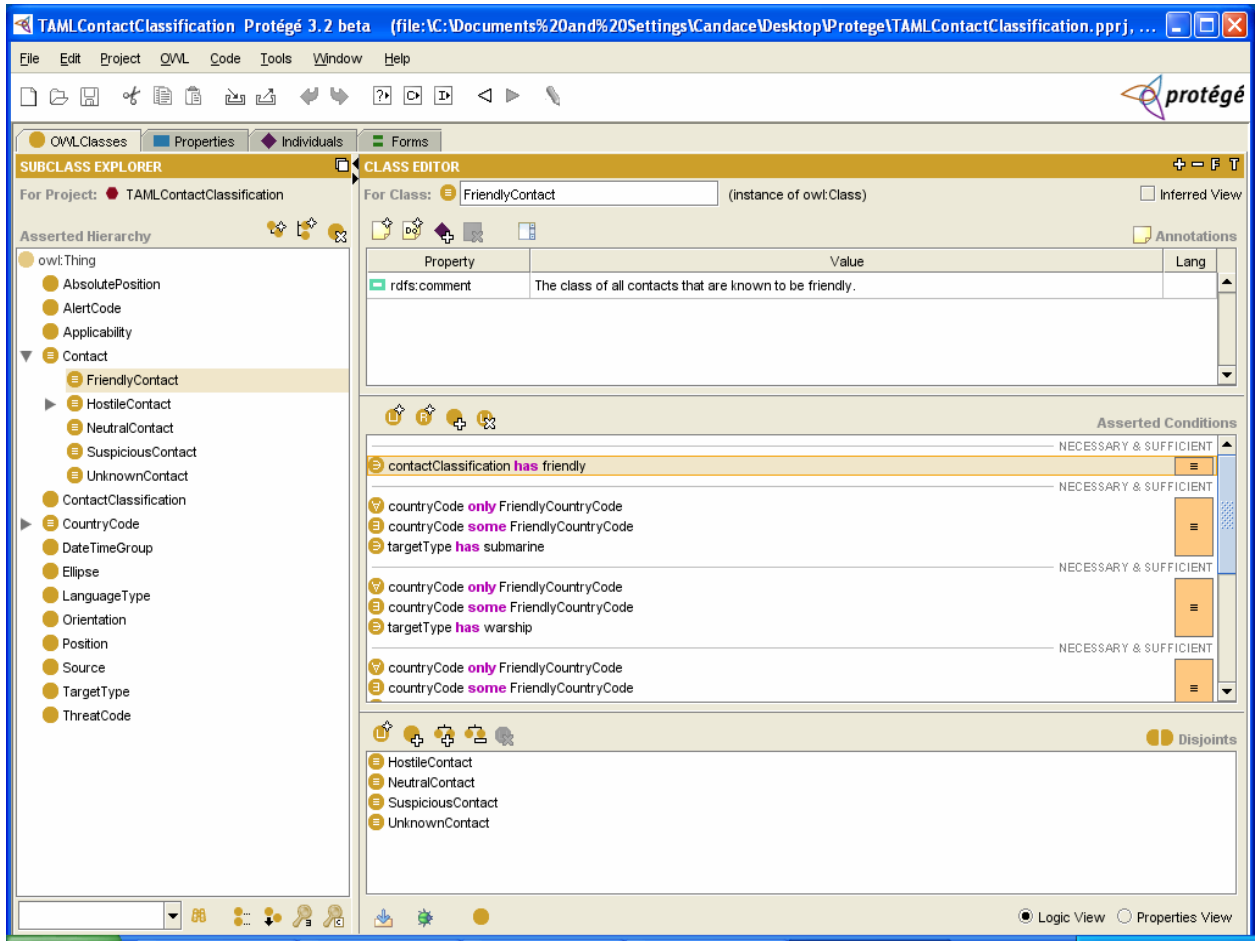 TAMLContactClassification Protégé 3.2 beta (file:\C:\Documents%20and%20Settings\Candace\Desktop\Protege\TAMLContactClassification.pprj, ...
File Edit Project OWL Code Tools Window Help
protégé
OWLClasses Properties Individuals Forms
SUBCLASS EXPLORER
For Project: TAMLContactClassification
Asserted Hierarchy
owl:Thing
AbsolutePosition
AlertCode
Applicability
Contact
FriendlyContact
HostileContact
NeutralContact
SuspiciousContact
UnknownContact
ContactClassification
CountryCode
DateTimeGroup
Ellipse
LanguageType
Orientation
Position
Source
TargetType
ThreatCode
CLASS EDITOR
For Class: FriendlyContact (instance of owl:Class) Inferred View
Annotations
Property Value Lang
rdfs:comment The class of all contacts that are known to be friendly.
Asserted Conditions
NECESSARY & SUFFICIENT
contactClassification has friendly
NECESSARY & SUFFICIENT
countryCode only FriendlyCountryCode
countryCode some FriendlyCountryCode
targetType has submarine
NECESSARY & SUFFICIENT
countryCode only FriendlyCountryCode
countryCode some FriendlyCountryCode
targetType has warship
NECESSARY & SUFFICIENT
countryCode only FriendlyCountryCode
countryCode some FriendlyCountryCode
Disjoints
HostileContact
NeutralContact
SuspiciousContact
UnknownContact
Logic View Properties View